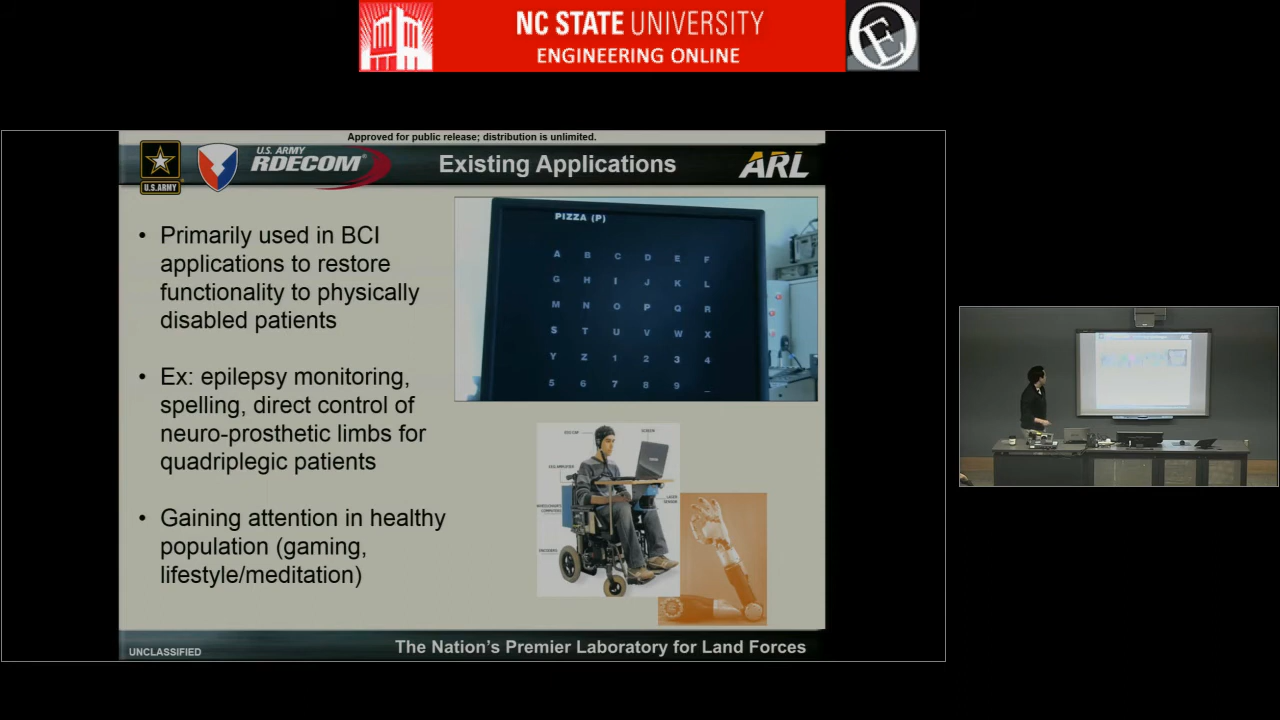 NC STATE UNIVERSITY
ENGINEERING ONLINE
Approved for public release; distribution is unlimited.
U.S. ARMY
U.S. ARMY
RDECOM®
Existing Applications
ARL
• Primarily used in BCI
applications to restore
functionality to physically
disabled patients
• Ex: epilepsy monitoring,
spelling, direct control of
neuro-prosthetic limbs for
quadriplegic patients
• Gaining attention in healthy
population (gaming,
lifestyle/meditation)
PIZZA (P)
A B C D E F
G H I J K L
M N O P Q R
S T U V W X
Y Z 1 2 3 4
5 6 7 8 9 _
UNCLASSIFIED
The Nation's Premier Laboratory for Land Forces